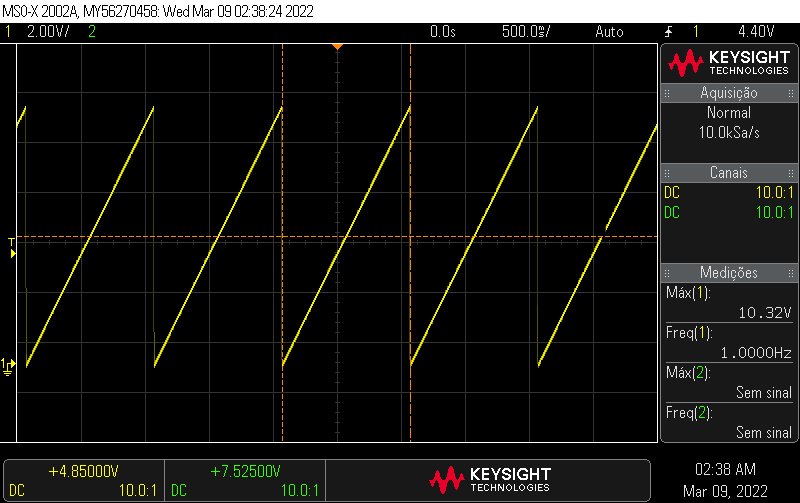 MSO-X 2002A, MY56270458: Wed Mar 09 02:38:24 2022
1 2.00V/ 2 0.0s 500.0ms/ Auto 1 4.40V
KEYSIGHT
TECHNOLOGIES
Aquisição
Normal
10.0kSa/s
Canais
DC 10.0:1
DC 10.0:1
Medições
Máx(1):
10.32V
Freq(1):
1.0000Hz
Máx(2):
Sem sinal
Freq(2):
Sem sinal
T
1
+4.85000V
DC 10.0:1
+7.52500V
DC 10.0:1
KEYSIGHT
TECHNOLOGIES
02:38 AM
Mar 09, 2022